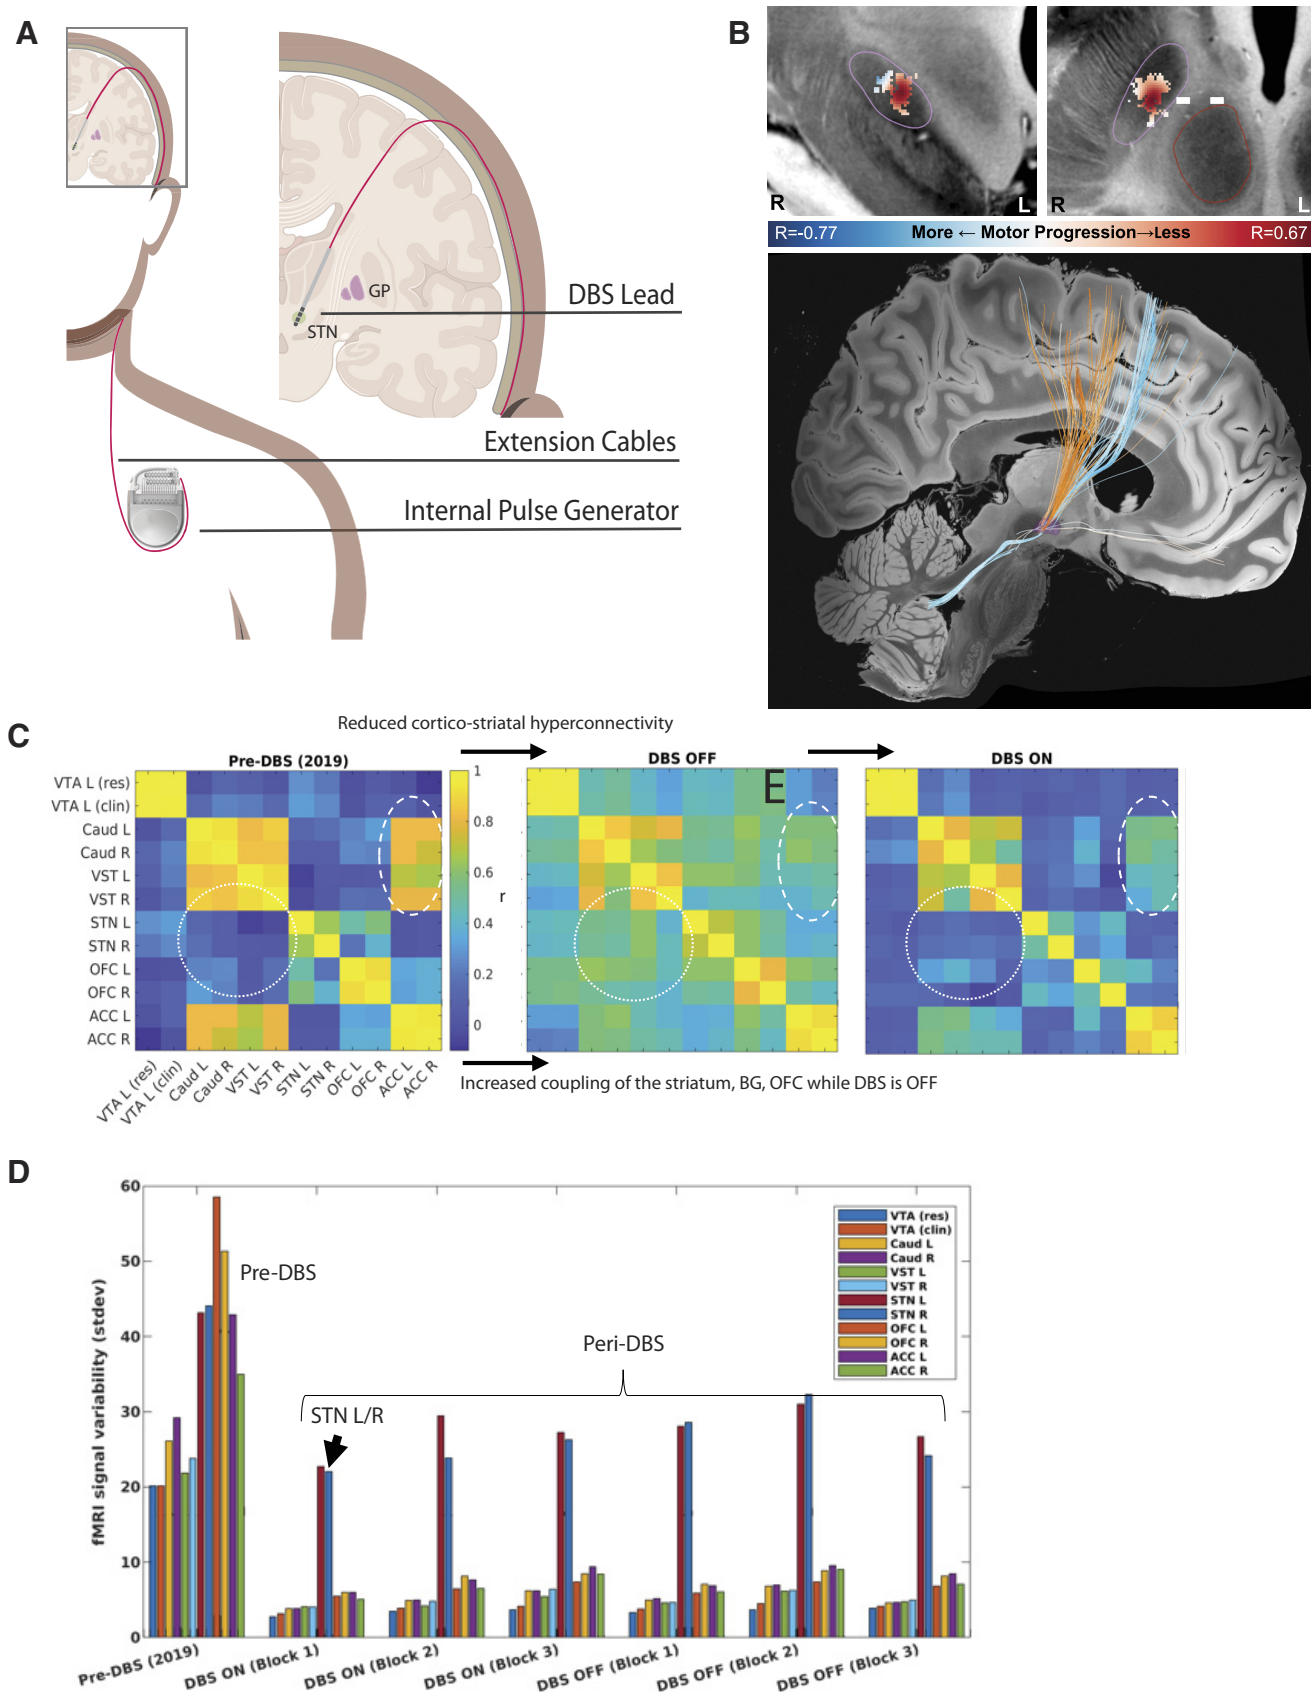 A
GP
STN
DBS Lead
Extension Cables
Internal Pulse Generator
B
R
L
R
L
R=-0.77 More ← Motor Progression→Less R=0.67
C
Reduced cortico-striatal hyperconnectivity
Pre-DBS (2019)
DBS OFF
DBS ON
VTA L (res)
VTA L (clin)
Caud L
Caud R
VST L
VST R
STN L
STN R
OFC L
OFC R
ACC L
ACC R
VTA L (res)
VTA L (clin)
Caud L
Caud R
VST L
VST R
STN L
STN R
OFC L
OFC R
ACC L
ACC R
1
0.8
0.6
0.4
0.2
0
r
E
Increased coupling of the striatum, BG, OFC while DBS is OFF
D
fMRI signal variability (stdev)
60
50
40
30
20
10
0
Pre-DBS
Peri-DBS
STN L/R
VTA (res)
VTA (clin)
Caud L
Caud R
VST L
VST R
STN L
STN R
OFC L
OFC R
ACC L
ACC R
Pre-DBS (2019)
DBS ON (Block 1)
DBS ON (Block 2)
DBS ON (Block 3)
DBS OFF (Block 1)
DBS OFF (Block 2)
DBS OFF (Block 3)